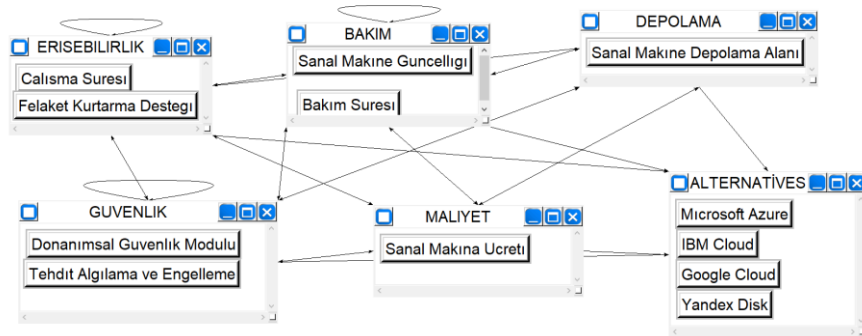 ERISEBILIRLIK
Calısma Suresı
Felaket Kurtarma Destegı
BAKIM
Sanal Makıne Guncellıgı
Bakım Suresı
DEPOLAMA
Sanal Makıne Depolama Alanı
GUVENLIK
Donanımsal Guvenlık Modulu
Tehdıt Algılama ve Engelleme
MALIYET
Sanal Makına Ucretı
ALTERNATİVES
Mıcrosoft Azure
IBM Cloud
Google Cloud
Yandex Disk